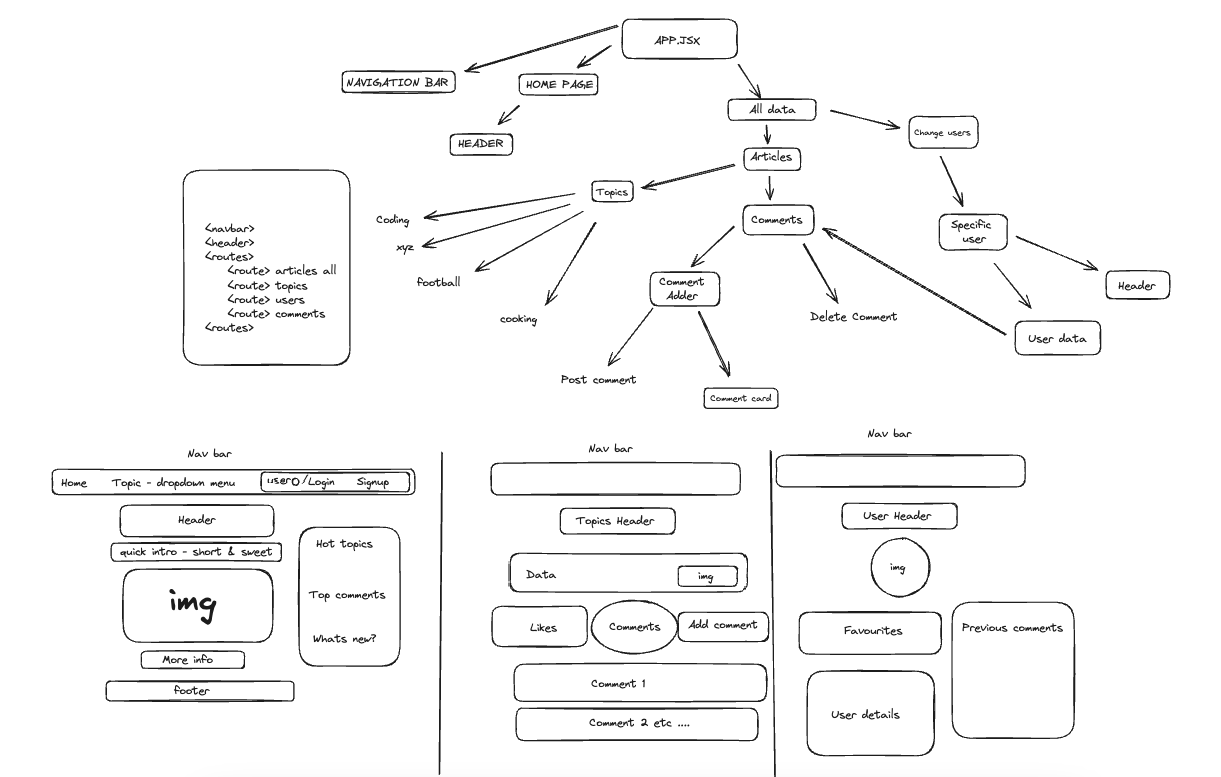 APP.JSX
NAVIGATION BAR
HOME PAGE
HEADER
All data
Change users
Articles
Topics
Coding
xyz
football
cooking
Comments
Specific
user
Header
User data
Comment
Adder
Delete Comment
Post comment
Comment card
<navbar>
<header>
<routes>
<route> articles all
<route> topics
<route> users
<route> comments
<routes>
Nav bar
Home Topic - dropdown menu user0/Login Signup
Header
quick intro - short & sweet
img
More info
footer
Hot topics
Top comments
Whats new?
Nav bar
Topics Header
Data img
Likes Comments Add comment
Comment 1
Comment 2 etc ....
Nav bar
User Header
img
Favourites
Previous comments
User details